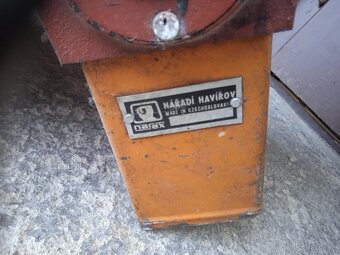 NÁŘADÍ HAVÍŘOV
MADE IN CZECHOSLOVAKIA
narex